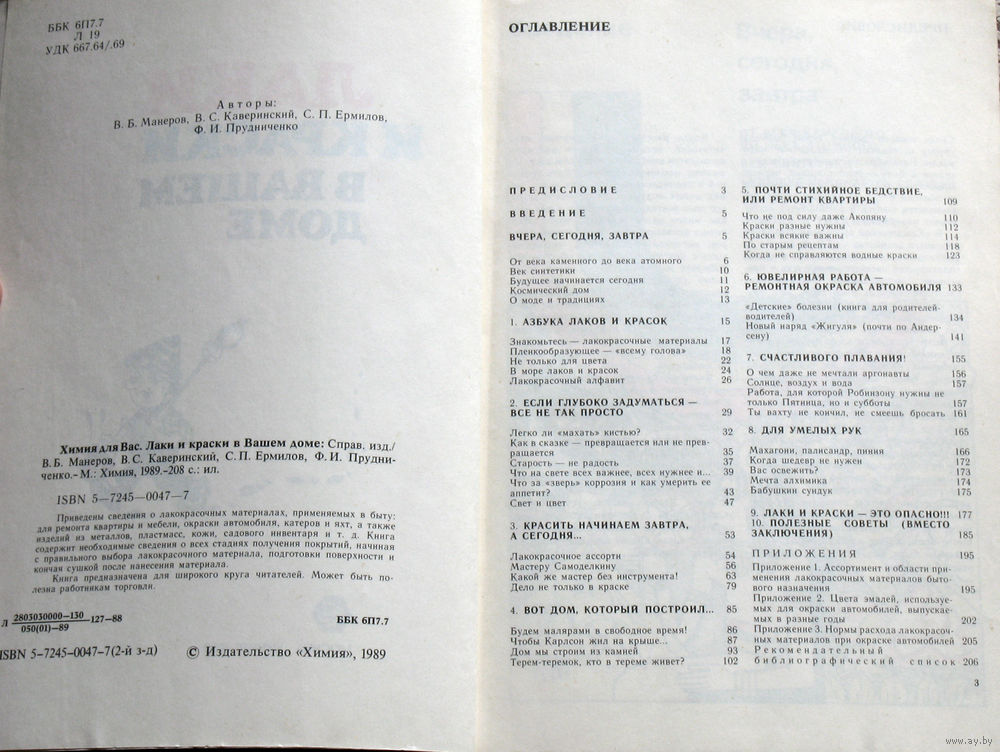 ББК 6П7.7
Л 19
УДК 667.64/.69
Авторы:
В. Б. Манеров, В. С. Каверинский, С. П. Ермилов,
Ф. И. Прудниченко
Химия для Вас. Лаки и краски в Вашем доме: Справ. изд./
В. Б. Манеров, В. С. Каверинский, С. П. Ермилов, Ф. И. Прудни-
ченко.- М.: Химия, 1989.-208 с.: ил.
ISBN 5—7245—0047—7
Приведены сведения о лакокрасочных материалах, применяемых в быту:
для ремонта квартиры и мебели, окраски автомобиля, катеров и яхт, а также
изделий из металлов, пластмасс, кожи, садового инвентаря и т. д. Книга
содержит необходимые сведения о всех стадиях получения покрытий, начиная
с правильного выбора лакокрасочного материала, подготовки поверхности и
кончая сушкой после нанесения материала.
Книга предназначена для широкого круга читателей. Может быть по-
лезна работникам торговли.
Л 2803030000—130
050(01)—89
127-88
ББК 6П7.7
ISBN 5-7245-0047-7(2-й з-д)
© Издательство «Химия», 1989
ОГЛАВЛЕНИЕ
ПРЕДИСЛОВИЕ 3
ВВЕДЕНИЕ 5
ВЧЕРА, СЕГОДНЯ, ЗАВТРА 5
От века каменного до века атомного 6
Век синтетики 10
Будущее начинается сегодня 11
Космический дом 12
О моде и традициях 13
1. АЗБУКА ЛАКОВ И КРАСОК 15
Знакомьтесь — лакокрасочные материалы 17
Пленкообразующее — «всему голова» 18
Не только для цвета 22
В море лаков и красок 24
Лакокрасочный алфавит 26
2. ЕСЛИ ГЛУБОКО ЗАДУМАТЬСЯ —
ВСЕ НЕ ТАК ПРОСТО 29
Легко ли «махать» кистью? 32
Как в сказке — превращается или не прев-
ращается 35
Старость — не радость 37
Что на свете всех важнее, всех нужнее и... 39
Что за «зверь» коррозия и как умерить ее
аппетит? 43
Свет и цвет 47
3. КРАСИТЬ НАЧИНАЕМ ЗАВТРА,
А СЕГОДНЯ... 53
Лакокрасочное ассорти 54
Мастеру Самоделкину 56
Какой же мастер без инструмента! 63
Дело не только в краске 79
4. ВОТ ДОМ, КОТОРЫЙ ПОСТРОИЛ... 85
Будем малярами в свободное время! 86
Чтобы Карлсон жил на крыше... 87
Дом мы строим из камней 93
Терем-теремок, кто в тереме живет? 102
5. ПОЧТИ СТИХИЙНОЕ БЕДСТВИЕ,
ИЛИ РЕМОНТ КВАРТИРЫ 109
Что не под силу даже Акопяну 110
Краски разные нужны 112
Краски всякие важны 114
По старым рецептам 118
Когда не справляются водные краски 123
6. ЮВЕЛИРНАЯ РАБОТА —
РЕМОНТНАЯ ОКРАСКА АВТОМОБИЛЯ 133
«Детские» болезни (книга для родителей-
водителей) 134
Новый наряд «Жигуля» (почти по Андер-
сену) 141
7. СЧАСТЛИВОГО ПЛАВАНИЯ! 155
О чем даже не мечтали аргонавты 156
Солнце, воздух и вода 157
Работа, для которой Робинзону нужны не
только Пятница, но и субботы 157
Ты вахту не кончил, не смеешь бросать 161
8. ДЛЯ УМЕЛЫХ РУК 165
Махагони, палисандр, пиния 166
Когда шедевр не нужен 172
Вас освежить? 173
Мечта алхимика 174
Бабушкин сундук 175
9. ЛАКИ И КРАСКИ — ЭТО ОПАСНО!!! 177
10. ПОЛЕЗНЫЕ СОВЕТЫ (ВМЕСТО
ЗАКЛЮЧЕНИЯ) 185
ПРИЛОЖЕНИЯ 195
Приложение 1. Ассортимент и области при-
менения лакокрасочных материалов быто-
вого назначения 195
Приложение 2. Цвета эмалей, используе-
мых для окраски автомобилей, выпускае-
мых в разные годы 202
Приложение 3. Нормы расхода лакокрасоч-
ных материалов при окраске автомобилей 205
Рекомендательный
библиографический список 206
3
www.ay.by